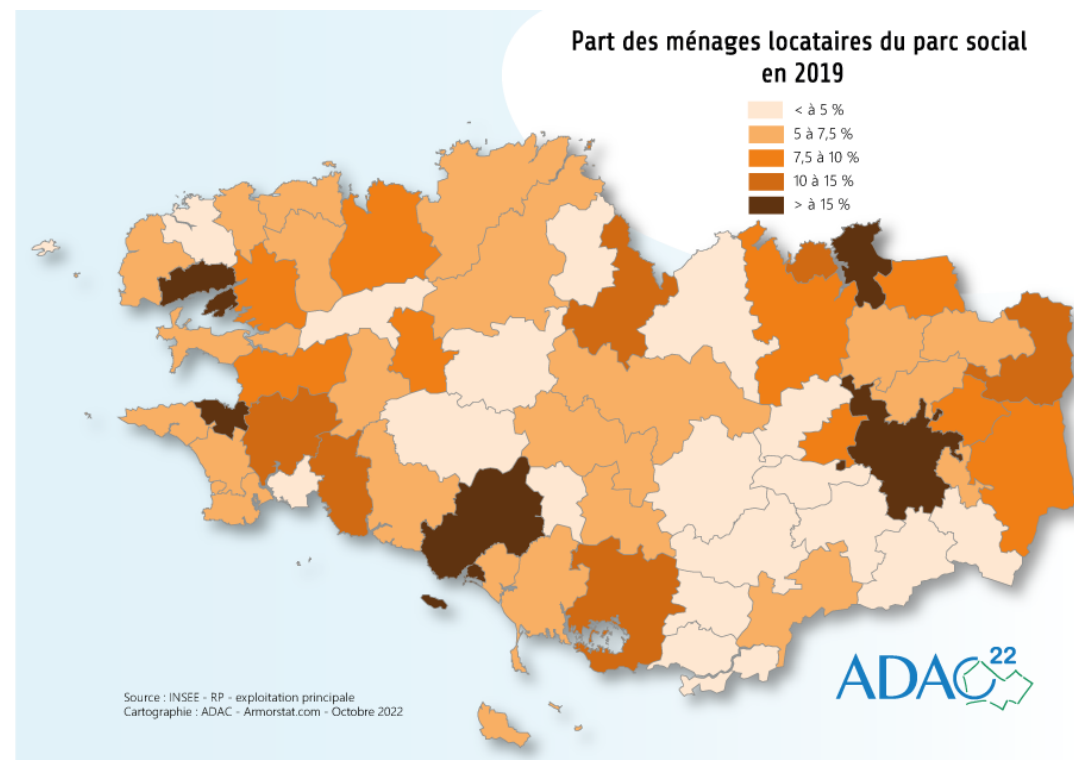 Part des ménages locataires du parc social
en 2019
< à 5 %
5 à 7,5 %
7,5 à 10 %
10 à 15 %
> à 15 %
ADAC 22
Source : INSEE - RP - exploitation principale
Cartographie : ADAC - Armorstat.com - Octobre 2022